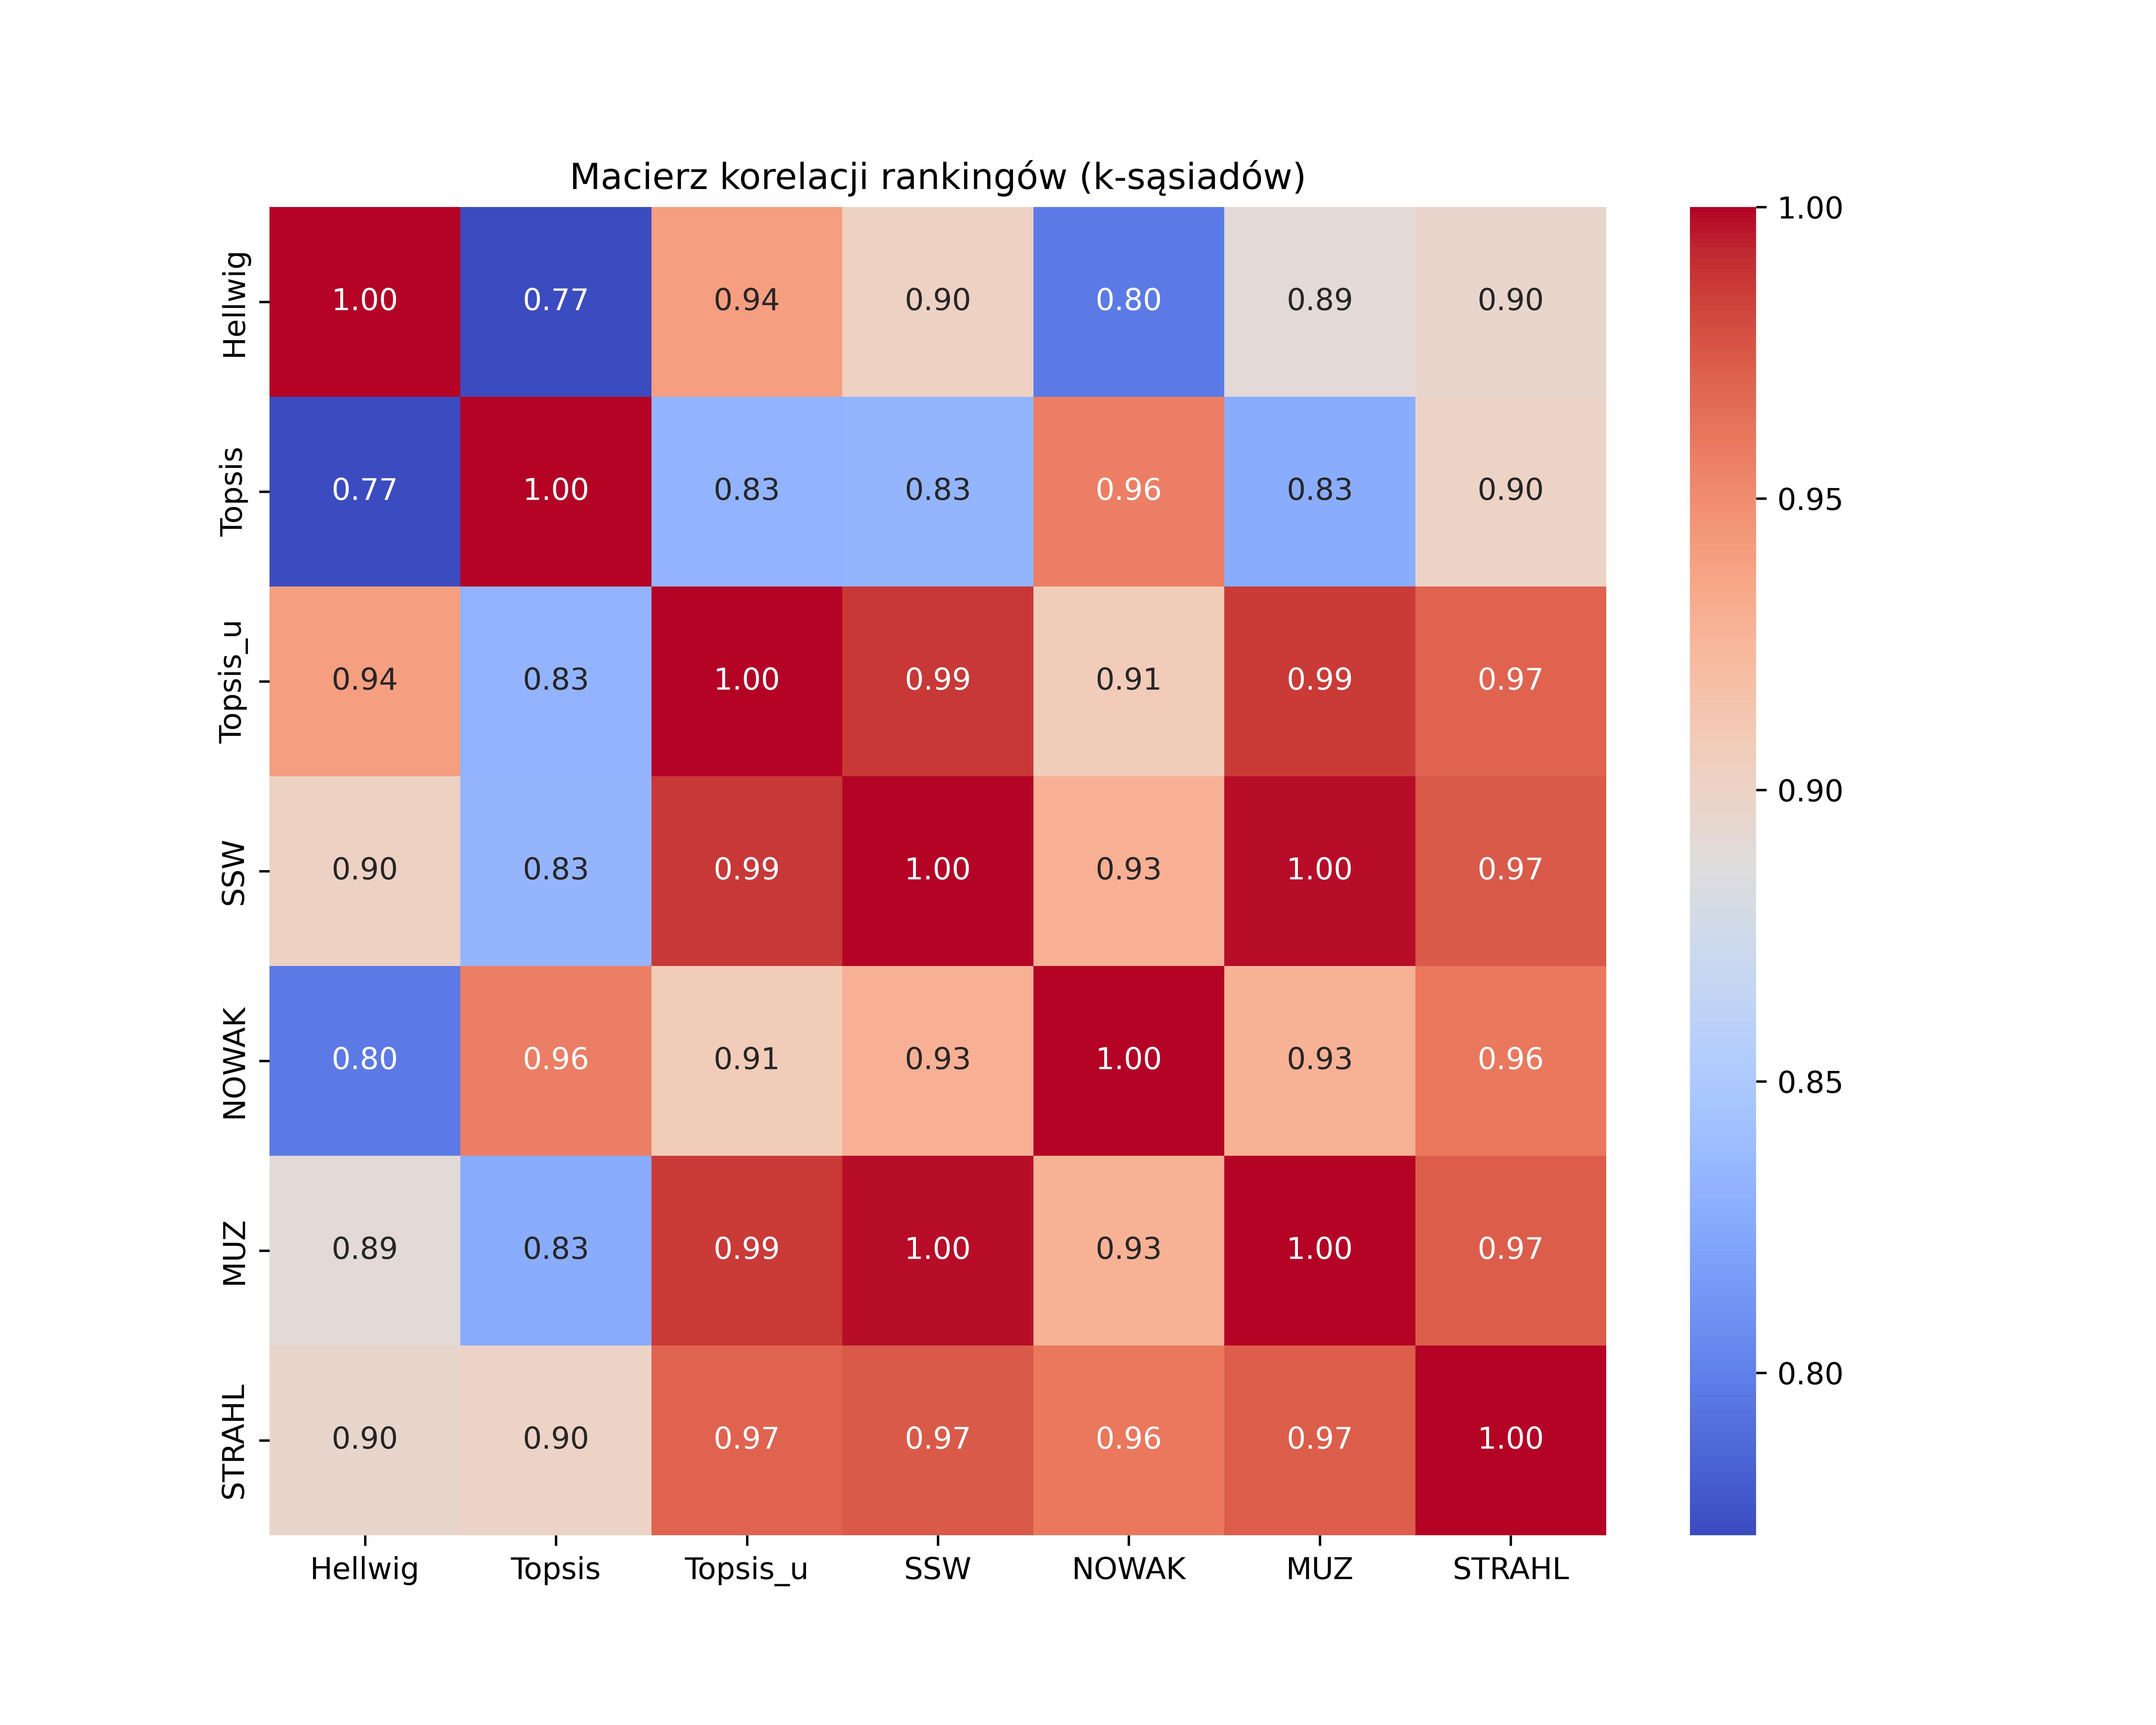 Macierz korelacji rankingów (k-sąsiadów)
Hellwig 1.00 0.77 0.94 0.90 0.80 0.89 0.90
Topsis 0.77 1.00 0.83 0.83 0.96 0.83 0.90
Topsis_u 0.94 0.83 1.00 0.99 0.91 0.99 0.97
SSW 0.90 0.83 0.99 1.00 0.93 1.00 0.97
NOWAK 0.80 0.96 0.91 0.93 1.00 0.93 0.96
MUZ 0.89 0.83 0.99 1.00 0.93 1.00 0.97
STRAHL 0.90 0.90 0.97 0.97 0.96 0.97 1.00
Hellwig Topsis Topsis_u SSW NOWAK MUZ STRAHL
1.00
0.95
0.90
0.85
0.80